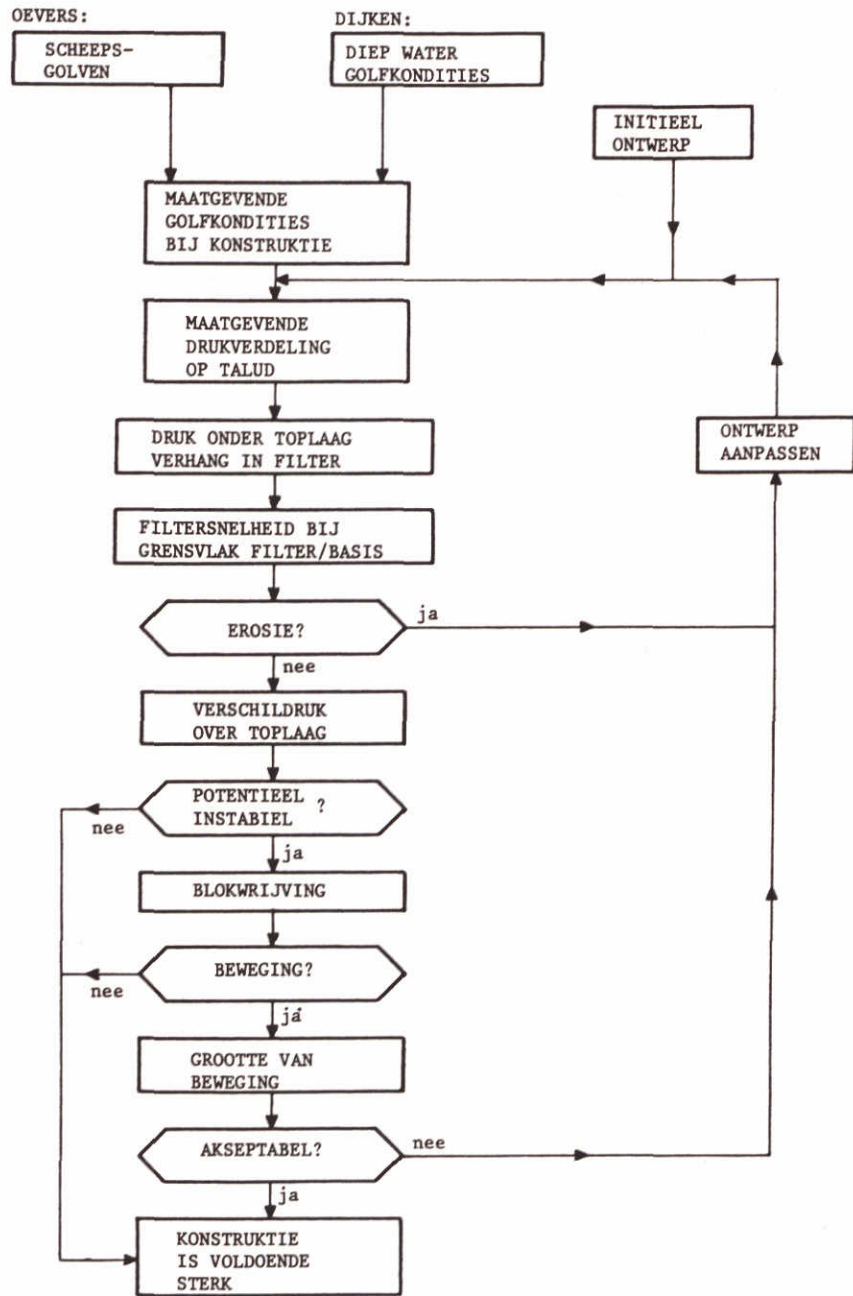 OEVERS:
DIJKEN:
SCHEEPS-
GOLVEN
DIEP WATER
GOLFKONDITIES
INITIEEL
ONTWERP
MAATGEVENDE
GOLFKONDITIES
BIJ KONSTRUKTIE
MAATGEVENDE
DRUKVERDELING
OP TALUD
DRUK ONDER TOPLAAG
VERHANG IN FILTER
ONTWERP
AANPASSEN
FILTERSNELHEID BIJ
GRENSVLAK FILTER/BASIS
EROSIE?
ja
nee
VERSCHILDRUK
OVER TOPLAAG
POTENTIEEL ?
INSTABIEL
nee
ja
BLOKWRIJVING
BEWEGING?
nee
ja
GROOTTE VAN
BEWEGING
AKSEPTABEL?
nee
ja
KONSTRUKTIE
IS VOLDOENDE
STERK